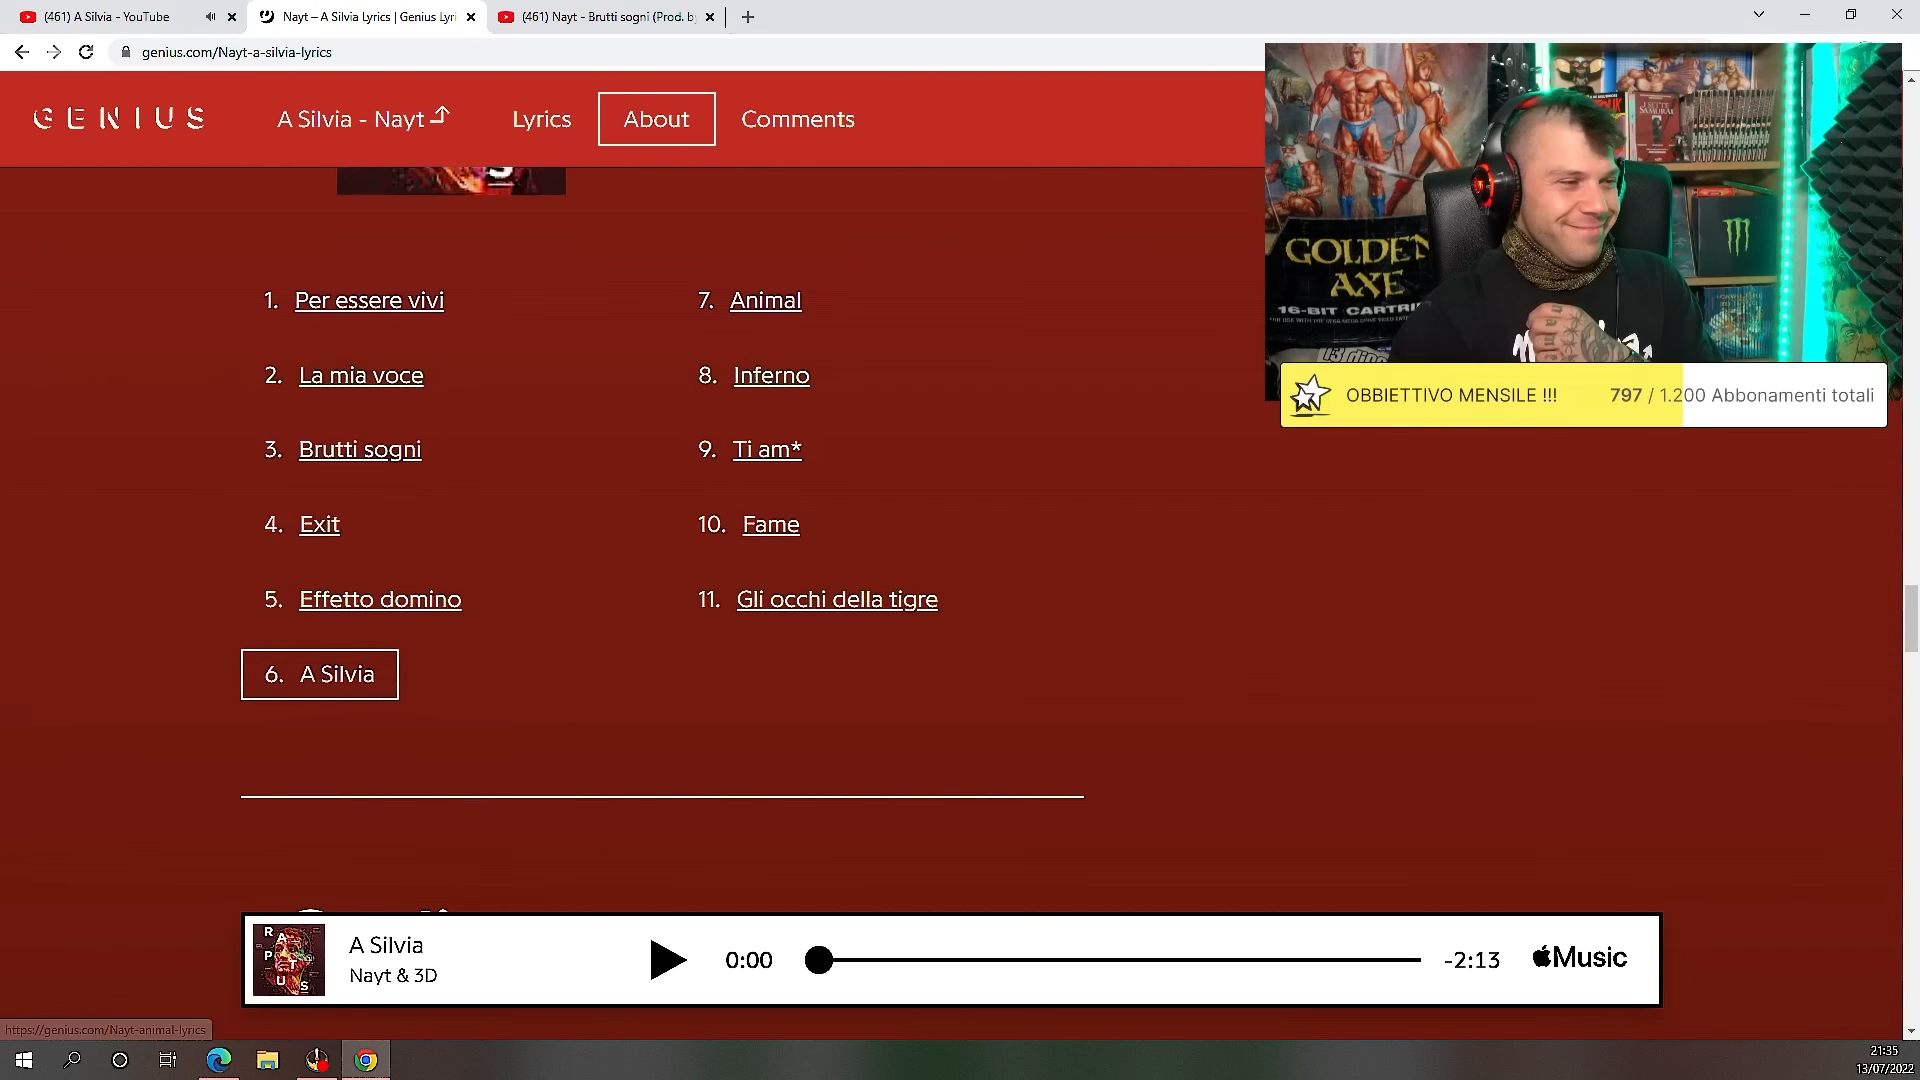 (461) A Silvia - YouTube
Nayt – A Silvia Lyrics | Genius Lyri
(461) Nayt - Brutti sogni (Prod. by
genius.com/Nayt-a-silvia-lyrics
GENIUS
A Silvia - Nayt
Lyrics
About
Comments
1. Per essere vivi
2. La mia voce
3. Brutti sogni
4. Exit
5. Effetto domino
6. A Silvia
7. Animal
8. Inferno
9. Ti am*
10. Fame
11. Gli occhi della tigre
GOLDEN
AXE
16-BIT CARTRI
OBBIETTIVO MENSILE !!!
797 / 1.200 Abbonamenti totali
RAPTUS
A Silvia
Nayt & 3D
0:00
-2:13
Music
https://genius.com/Nayt-animal-lyrics
21:35
13/07/2022